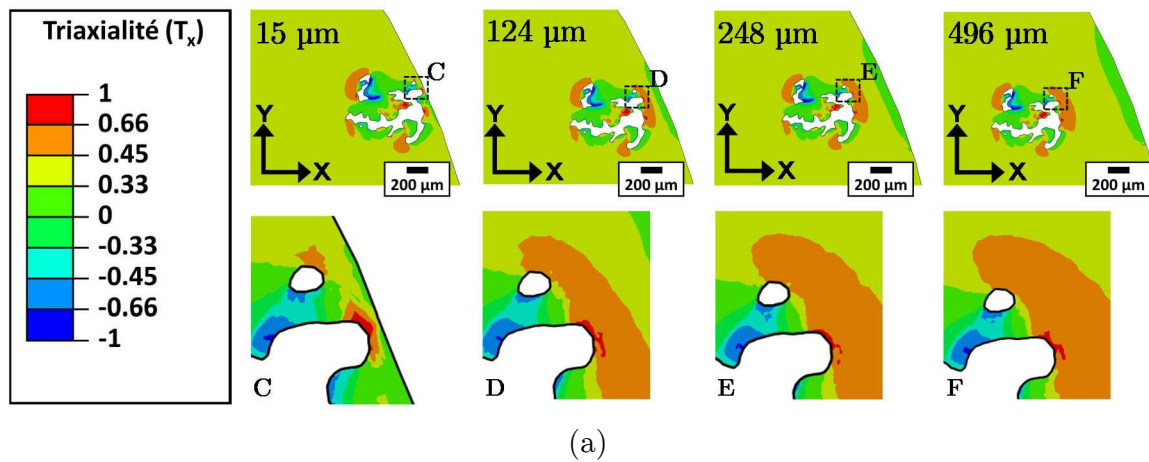 Triaxialité (Tₓ)
1
0.66
0.45
0.33
0
-0.33
-0.45
-0.66
-1
15 µm
C
Y
X
200 µm
124 µm
D
Y
X
200 µm
248 µm
E
Y
X
200 µm
496 µm
F
Y
X
200 µm
C
D
E
F
(a)